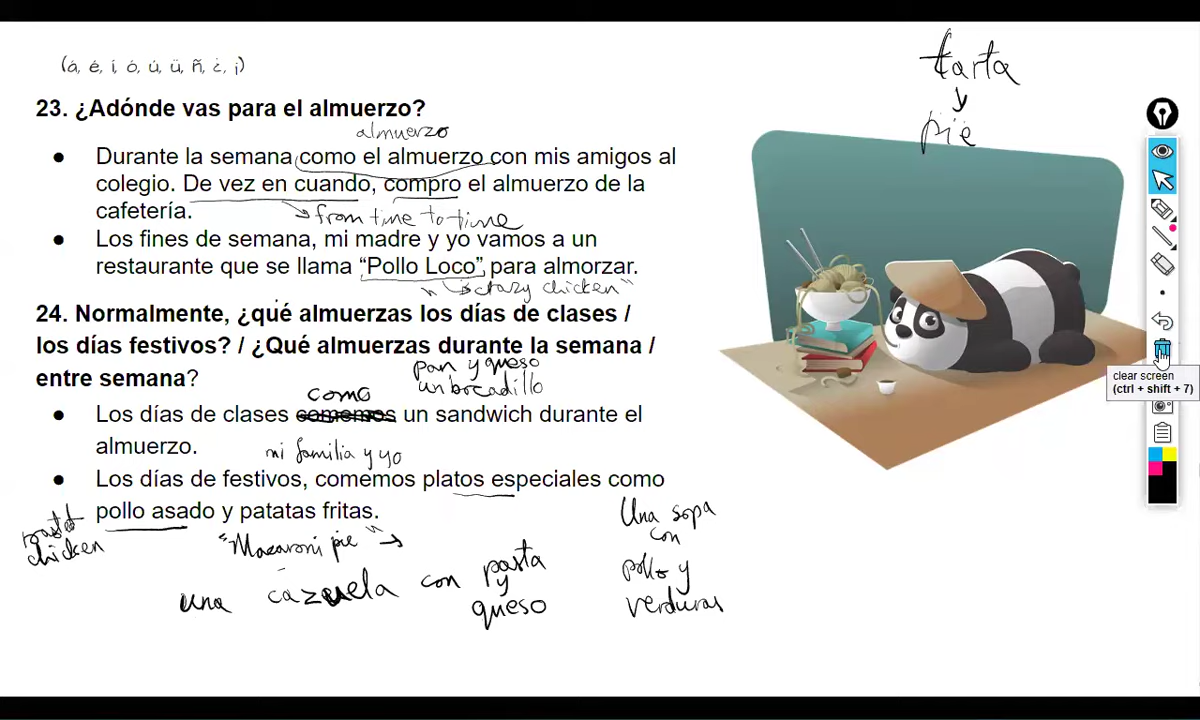 (á, é, í, ó, ú, ü, ñ, ¿, ¡)
tarta
pie
23. ¿Adónde vas para el almuerzo?
almuerzo
● Durante la semana como el almuerzo con mis amigos al
colegio. De vez en cuando, compro el almuerzo de la
cafetería.
from time to time
● Los fines de semana, mi madre y yo vamos a un
restaurante que se llama “Pollo Loco”, para almorzar.
"crazy chicken"
24. Normalmente, ¿qué almuerzas los días de clases /
los días festivos? / ¿Qué almuerzas durante la semana /
entre semana?
pan y queso
un bocadillo
como
● Los días de clases comemos un sandwich durante el
almuerzo.
mi familia y yo
● Los días de festivos, comemos platos especiales como
pollo asado y patatas fritas.
chicken
"Macaroni pie" →
una cazuela con pasta
y
queso
Una sopa
con
pollo y
verduras
clear screen
(ctrl + shift + 7)